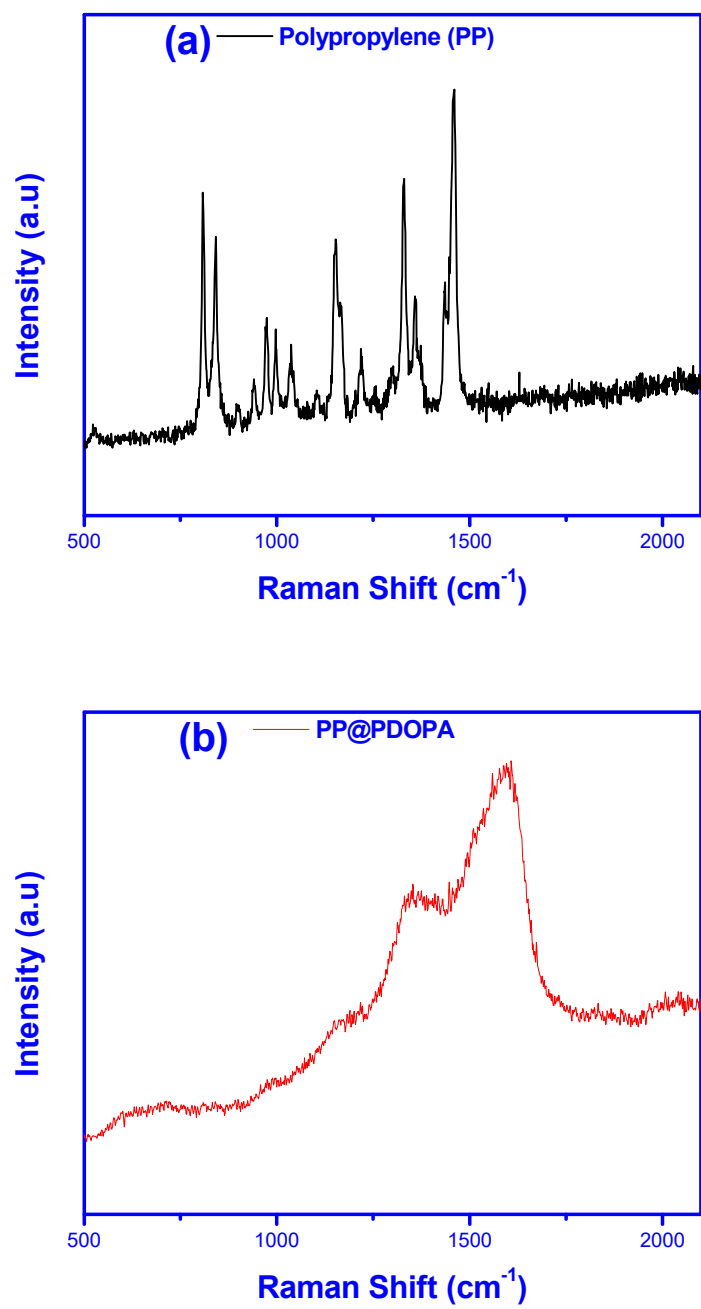 (a) Polypropylene (PP)
Intensity (a.u)
500 1000 1500 2000
Raman Shift (cm⁻¹)
(b) PP@PDOPA
Intensity (a.u)
500 1000 1500 2000
Raman Shift (cm⁻¹)